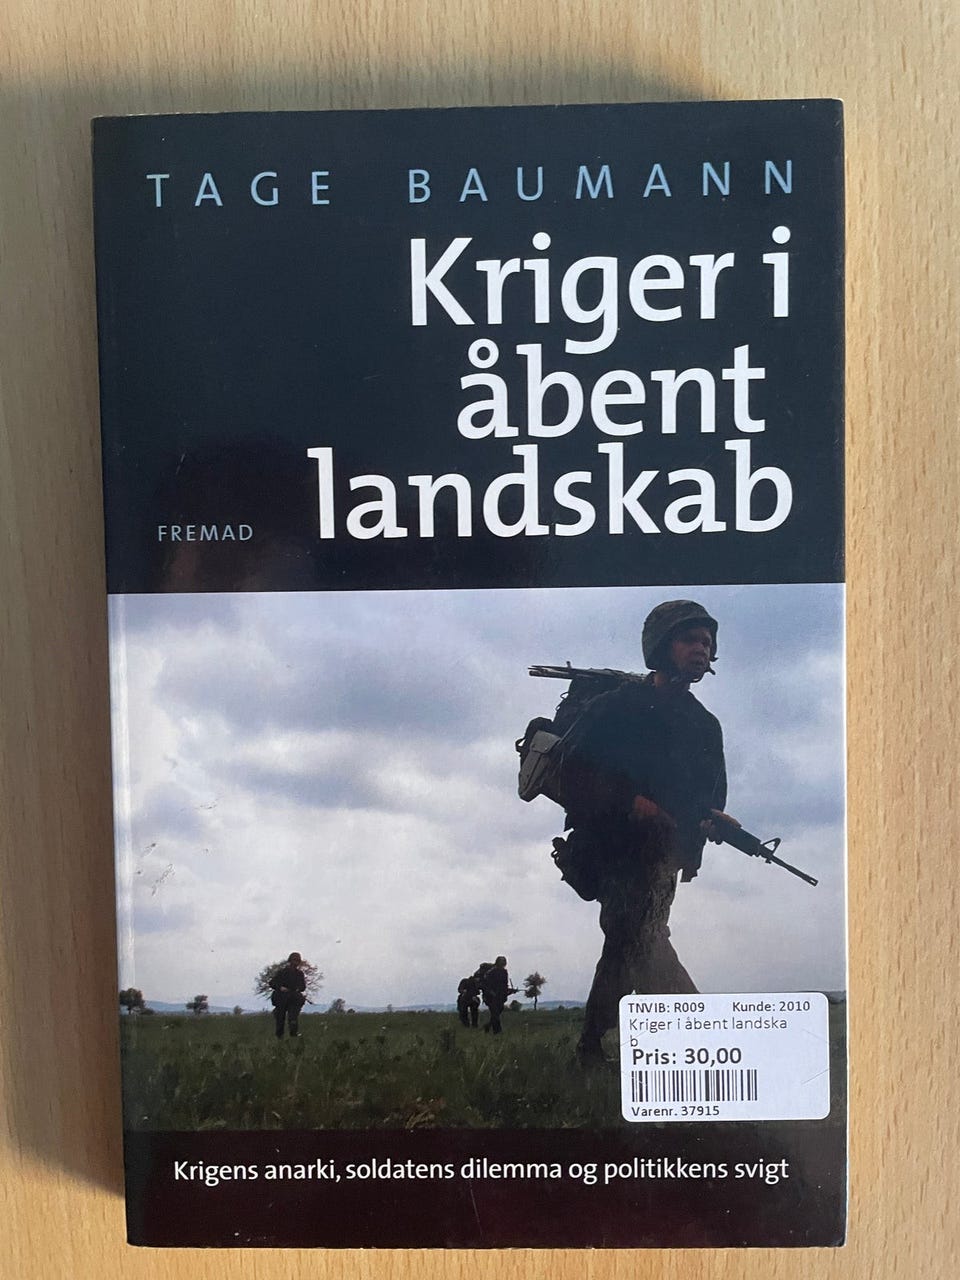 TAGE BAUMANN
Kriger i
åbent
landskab
FREMAD
TNVIB: R009 Kunde: 2010
Kriger i åbent landska
b
Pris: 30,00
Varenr. 37915
Krigens anarki, soldatens dilemma og politikkens svigt